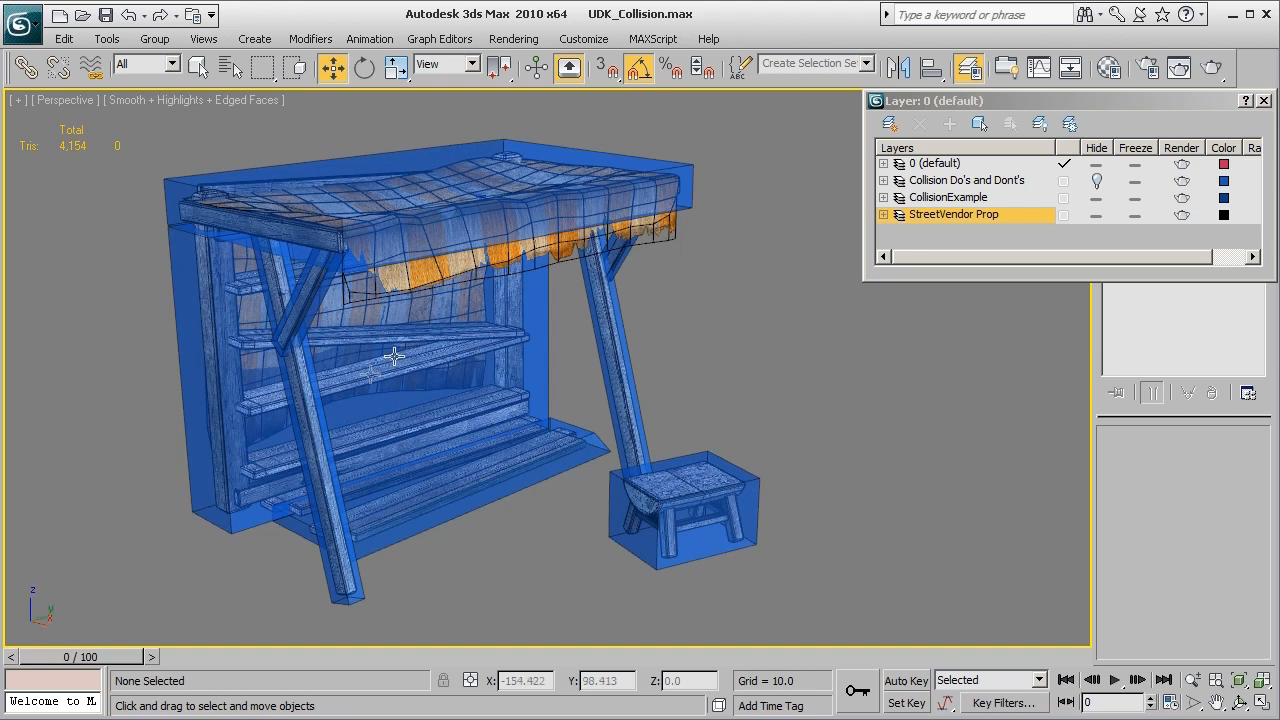 Autodesk 3ds Max 2010 x64 UDK_Collision.max
Type a keyword or phrase
Edit Tools Group Views Create Modifiers Animation Graph Editors Rendering Customize MAXScript Help
All View 3 Create Selection Se
[ + ] [ Perspective ] [ Smooth + Highlights + Edged Faces ]
Total
Tris: 4,154 0
Layer: 0 (default)
Layers Hide Freeze Render Color Ra
0 (default)
Collision Do's and Dont's
CollisionExample
StreetVendor Prop
z
y
x
0 / 100
None Selected X: -154.422 Y: 98.413 Z: 0.0 Grid = 10.0 Auto Key Selected
Welcome to M Click and drag to select and move objects Add Time Tag Set Key Key Filters... 0